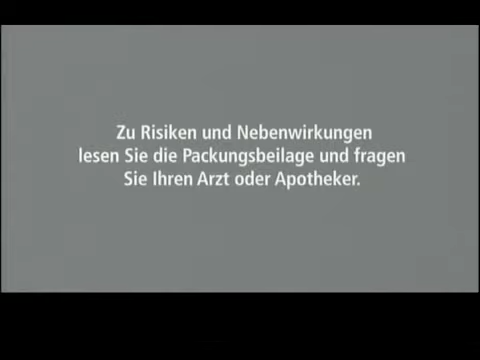 Zu Risiken und Nebenwirkungen
lesen Sie die Packungsbeilage und fragen
Sie Ihren Arzt oder Apotheker.